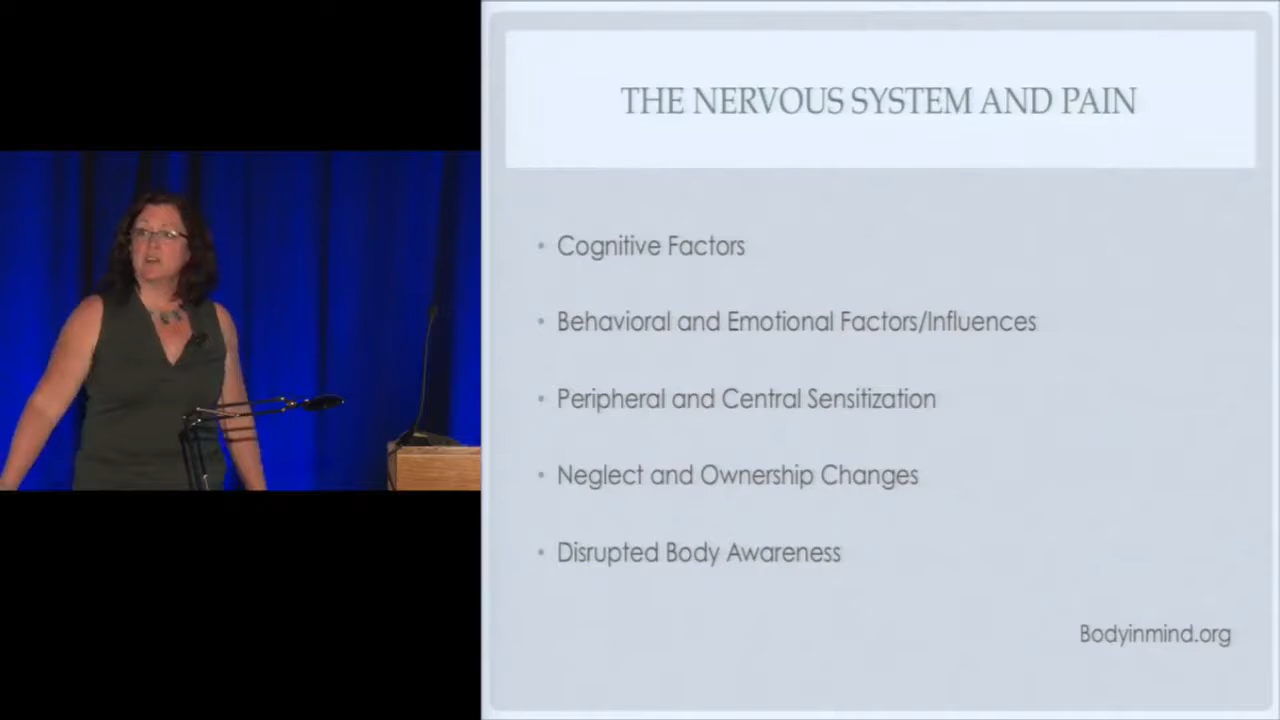 THE NERVOUS SYSTEM AND PAIN
• Cognitive Factors
• Behavioral and Emotional Factors/Influences
• Peripheral and Central Sensitization
• Neglect and Ownership Changes
• Disrupted Body Awareness
Bodyinmind.org